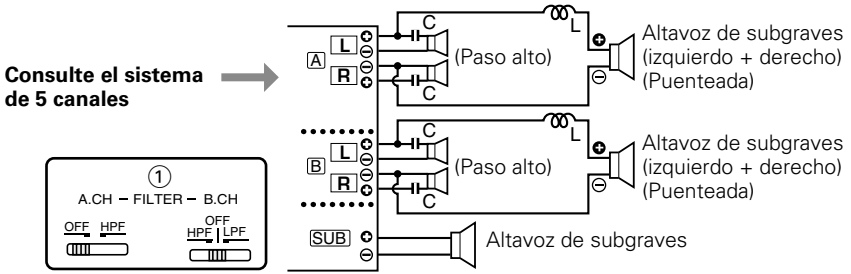 Consulte el sistema
de 5 canales
A
L
R
C
C
(Paso alto)
L
Altavoz de subgraves
(izquierdo + derecho)
(Puenteada)
B
L
R
C
C
(Paso alto)
L
Altavoz de subgraves
(izquierdo + derecho)
(Puenteada)
SUB
Altavoz de subgraves
①
A.CH – FILTER – B.CH
OFF HPF
OFF
HPF LPF